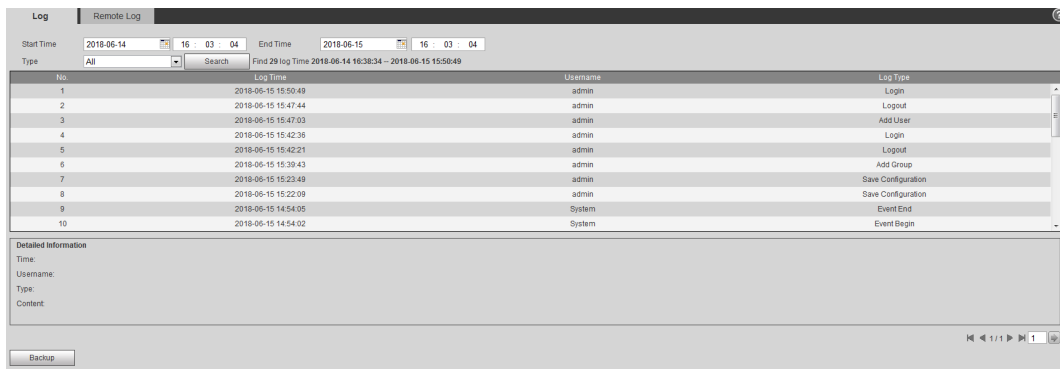 Log Remote Log
Start Time 2018-06-14 16 : 03 : 04 End Time 2018-06-15 16 : 03 : 04
Type All Search Find 29 log Time 2018-06-14 16:38:34 -- 2018-06-15 15:50:49
No. Log Time Username Log Type
1 2018-06-15 15:50:49 admin Login
2 2018-06-15 15:47:44 admin Logout
3 2018-06-15 15:47:03 admin Add User
4 2018-06-15 15:42:36 admin Login
5 2018-06-15 15:42:21 admin Logout
6 2018-06-15 15:39:43 admin Add Group
7 2018-06-15 15:23:49 admin Save Configuration
8 2018-06-15 15:22:09 admin Save Configuration
9 2018-06-15 14:54:05 System Event End
10 2018-06-15 14:54:02 System Event Begin
Detailed Information
Time:
Username:
Type:
Content:
1 / 1 1
Backup